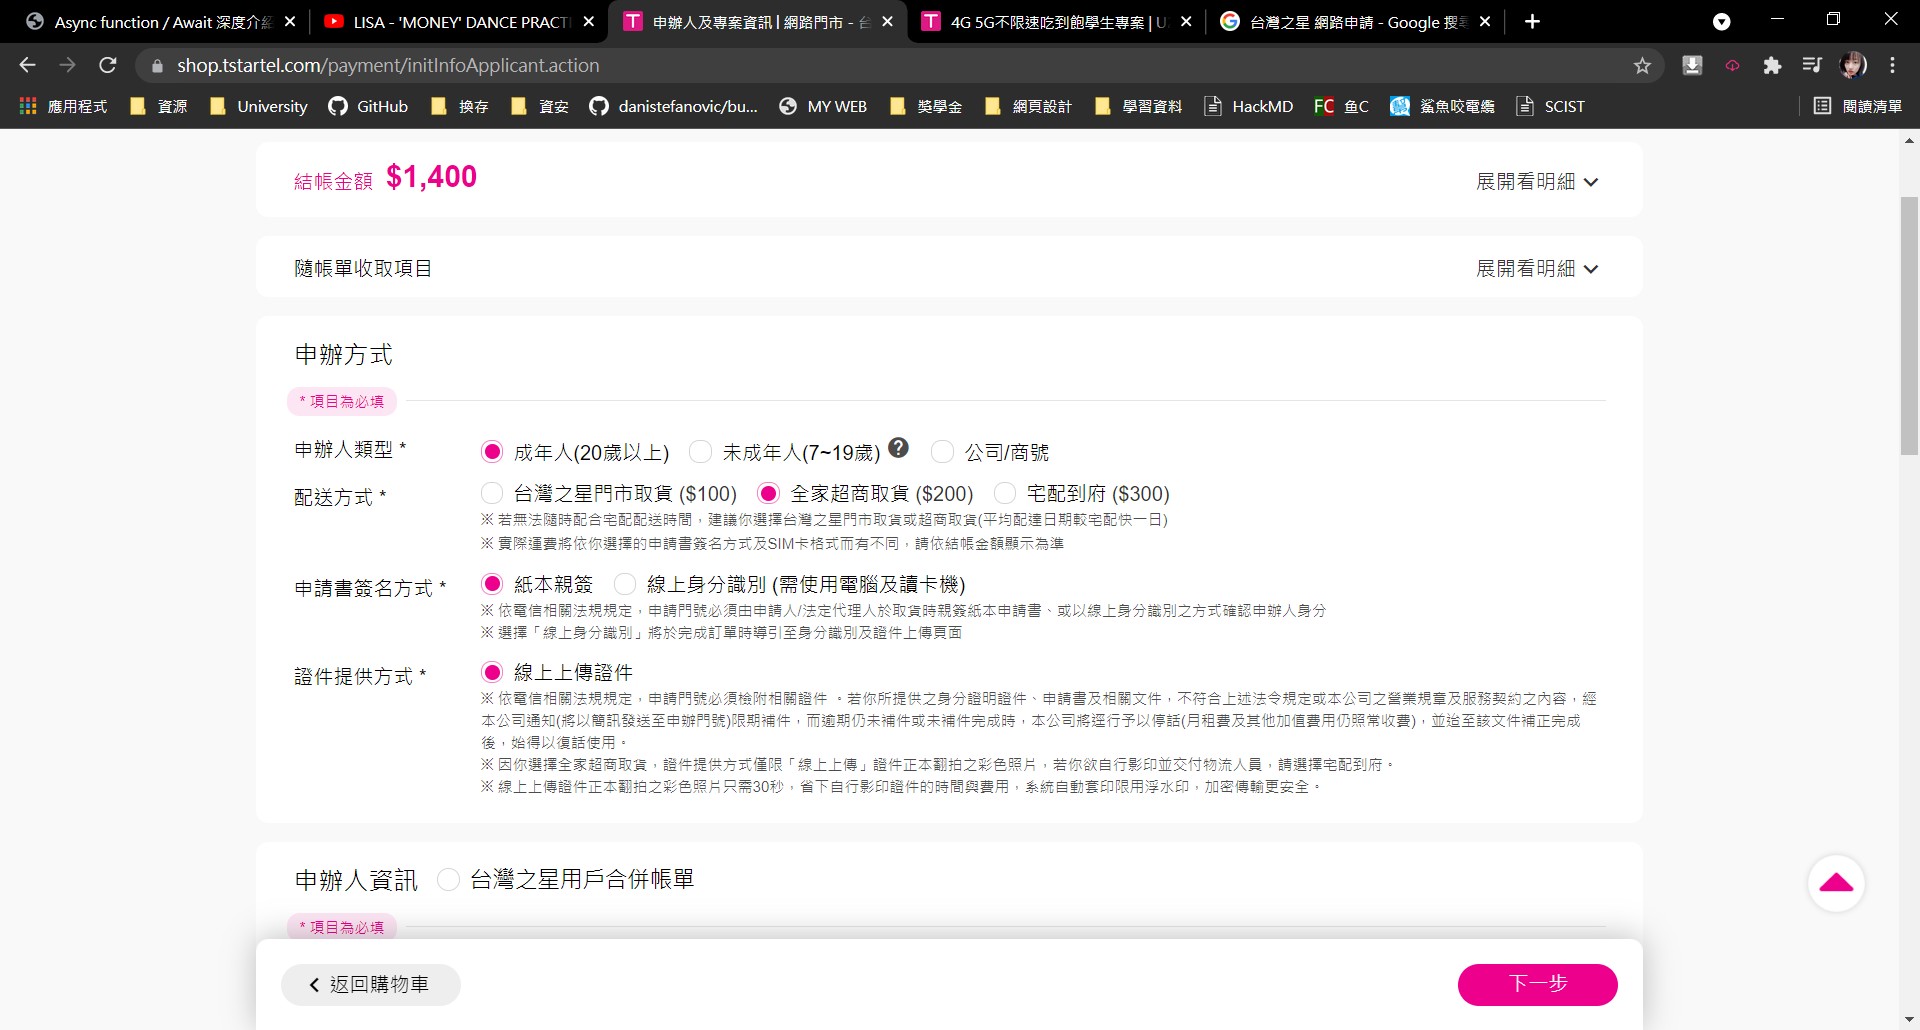 Async function / Await 深度介紹
LISA - 'MONEY' DANCE PRACTI
申辦人及專案資訊 | 網路門市 - 台
4G 5G不限速吃到飽學生專案 | U
台灣之星 網路申請 - Google 搜尋
shop.tstartel.com/payment/initInfoApplicant.action
應用程式 資源 University GitHub 換存 資安 danistefanovic/bu... MY WEB 獎學金 網頁設計 學習資料 HackMD FC 鱼C 鯊魚咬電纜 SCIST 閱讀清單
結帳金額 $1,400 展開看明細
隨帳單收取項目 展開看明細
申辦方式
* 項目為必填
申辦人類型 * 成年人(20歲以上) 未成年人(7~19歲) ? 公司/商號
配送方式 * 台灣之星門市取貨 ($100) 全家超商取貨 ($200) 宅配到府 ($300)
※ 若無法隨時配合宅配配送時間，建議你選擇台灣之星門市取貨或超商取貨(平均配達日期較宅配快一日)
※ 實際運費將依你選擇的申請書簽名方式及SIM卡格式而有不同，請依結帳金額顯示為準
申請書簽名方式 * 紙本親簽 線上身分識別 (需使用電腦及讀卡機)
※ 依電信相關法規規定，申請門號必須由申請人/法定代理人於取貨時親簽紙本申請書、或以線上身分識別之方式確認申辦人身分
※ 選擇「線上身分識別」將於完成訂單時導引至身分識別及證件上傳頁面
證件提供方式 * 線上上傳證件
※ 依電信相關法規規定，申請門號必須檢附相關證件 。若你所提供之身分證明證件、申請書及相關文件，不符合上述法令規定或本公司之營業規章及服務契約之內容，經
本公司通知(將以簡訊發送至申辦門號)限期補件，而逾期仍未補件或未補件完成時，本公司將逕行予以停話(月租費及其他加值費用仍照常收費)，並迨至該文件補正完成
後，始得以復話使用。
※ 因你選擇全家超商取貨，證件提供方式僅限「線上上傳」證件正本翻拍之彩色照片，若你欲自行影印並交付物流人員，請選擇宅配到府。
※ 線上上傳證件正本翻拍之彩色照片只需30秒，省下自行影印證件的時間與費用，系統自動套印限用浮水印，加密傳輸更安全。
申辦人資訊 台灣之星用戶合併帳單
* 項目為必填
返回購物車 下一步